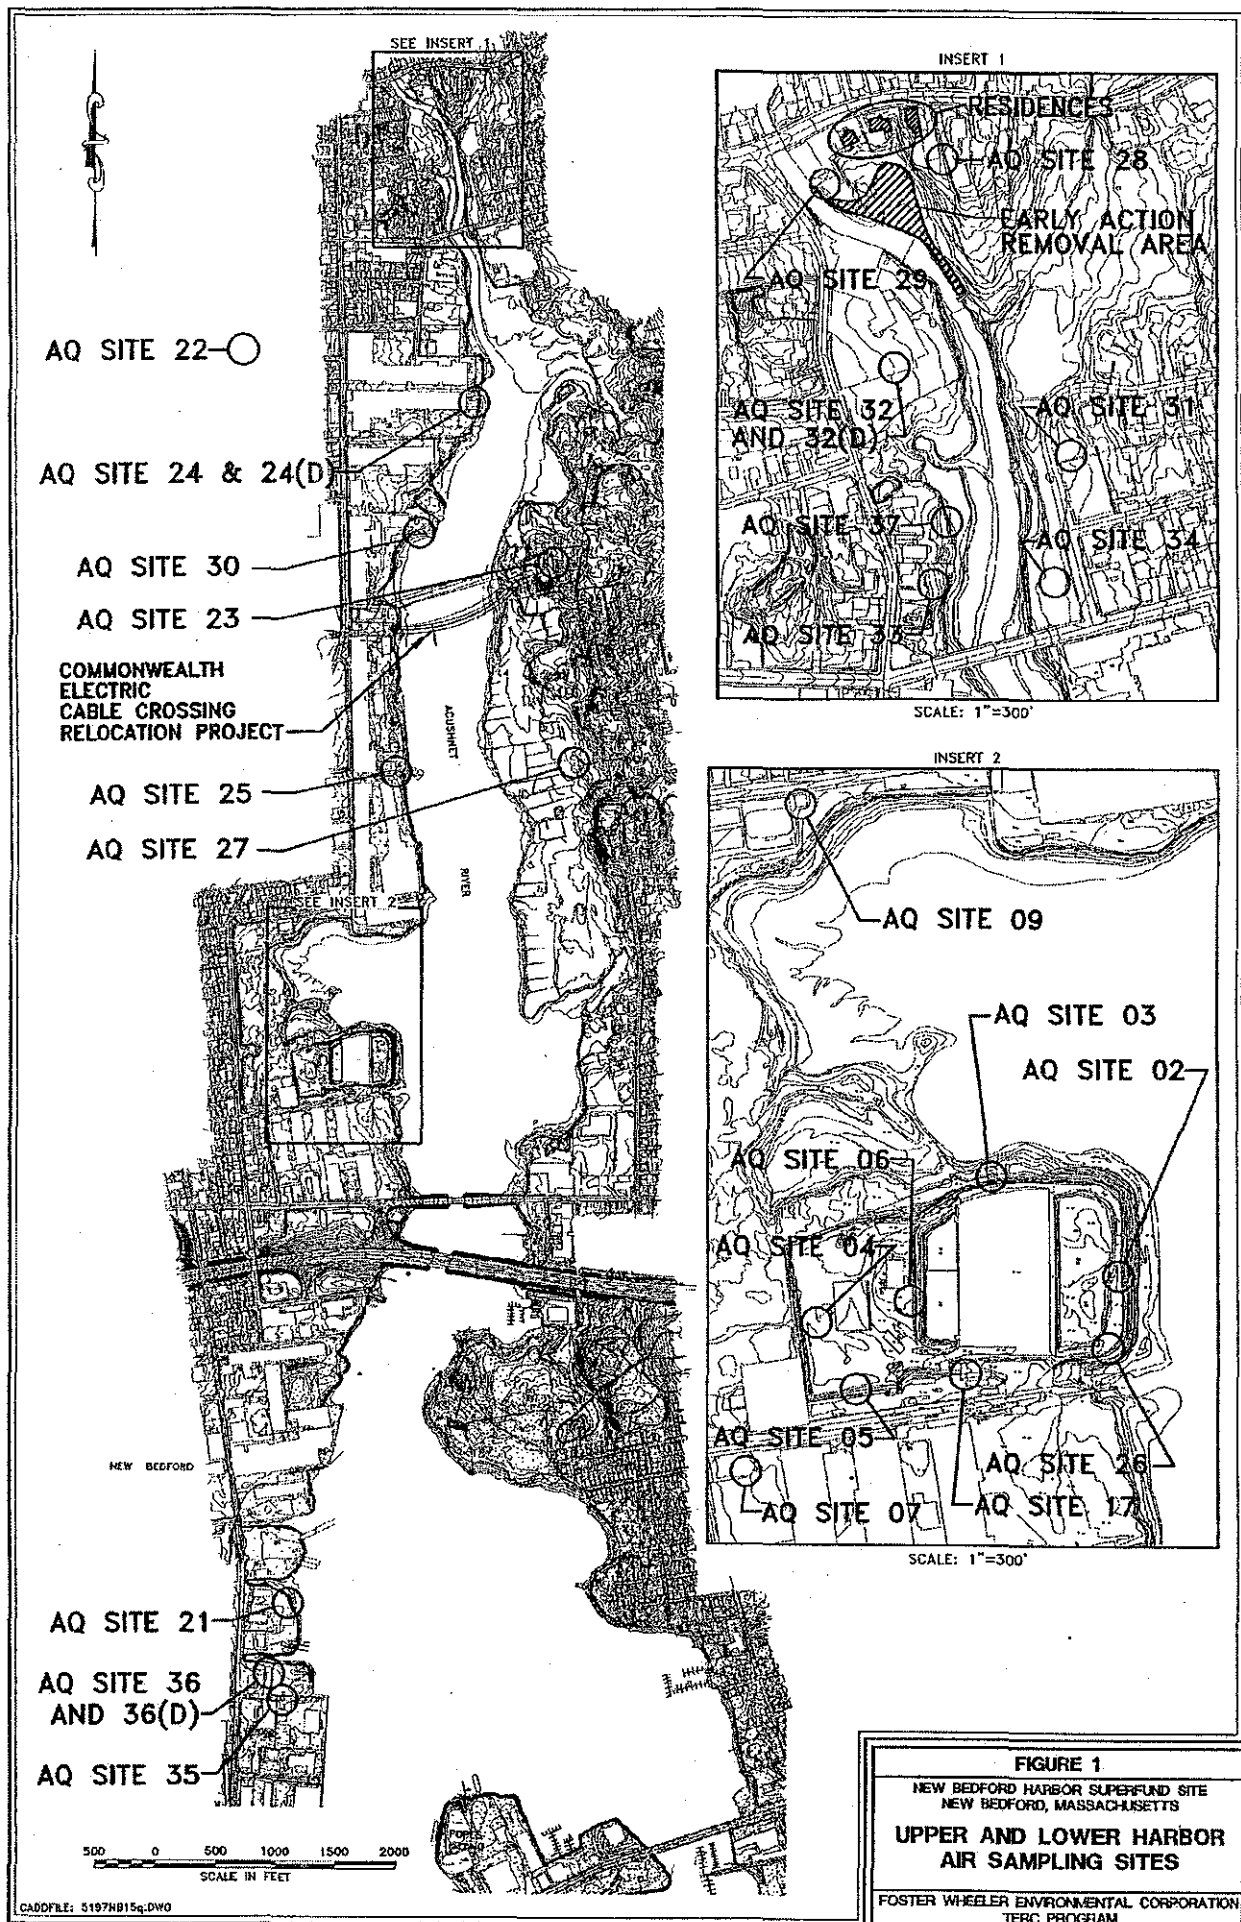 SEE INSERT 1
AQ SITE 22
AQ SITE 24 & 24(D)
AQ SITE 30
AQ SITE 23
COMMONWEALTH
ELECTRIC
CABLE CROSSING
RELOCATION PROJECT
ACUSHNET
RIVER
AQ SITE 25
AQ SITE 27
SEE INSERT 2
NEW BEDFORD
AQ SITE 21
AQ SITE 36
AND 36(D)
AQ SITE 35
500 0 500 1000 1500 2000
SCALE IN FEET
CADDFILE: 5197NB15q.DWG
INSERT 1
RESIDENCES
AQ SITE 28
EARLY ACTION
REMOVAL AREA
AQ SITE 29
AQ SITE 32
AND 32(D)
AQ SITE 31
AQ SITE 37
AQ SITE 34
AQ SITE 33
SCALE: 1"=300'
INSERT 2
AQ SITE 09
AQ SITE 03
AQ SITE 02
AQ SITE 06
AQ SITE 04
AQ SITE 05
AQ SITE 26
AQ SITE 07
AQ SITE 17
SCALE: 1"=300'
FIGURE 1
NEW BEDFORD HARBOR SUPERFUND SITE
NEW BEDFORD, MASSACHUSETTS
UPPER AND LOWER HARBOR
AIR SAMPLING SITES
FOSTER WHEELER ENVIRONMENTAL CORPORATION
TERC PROGRAM